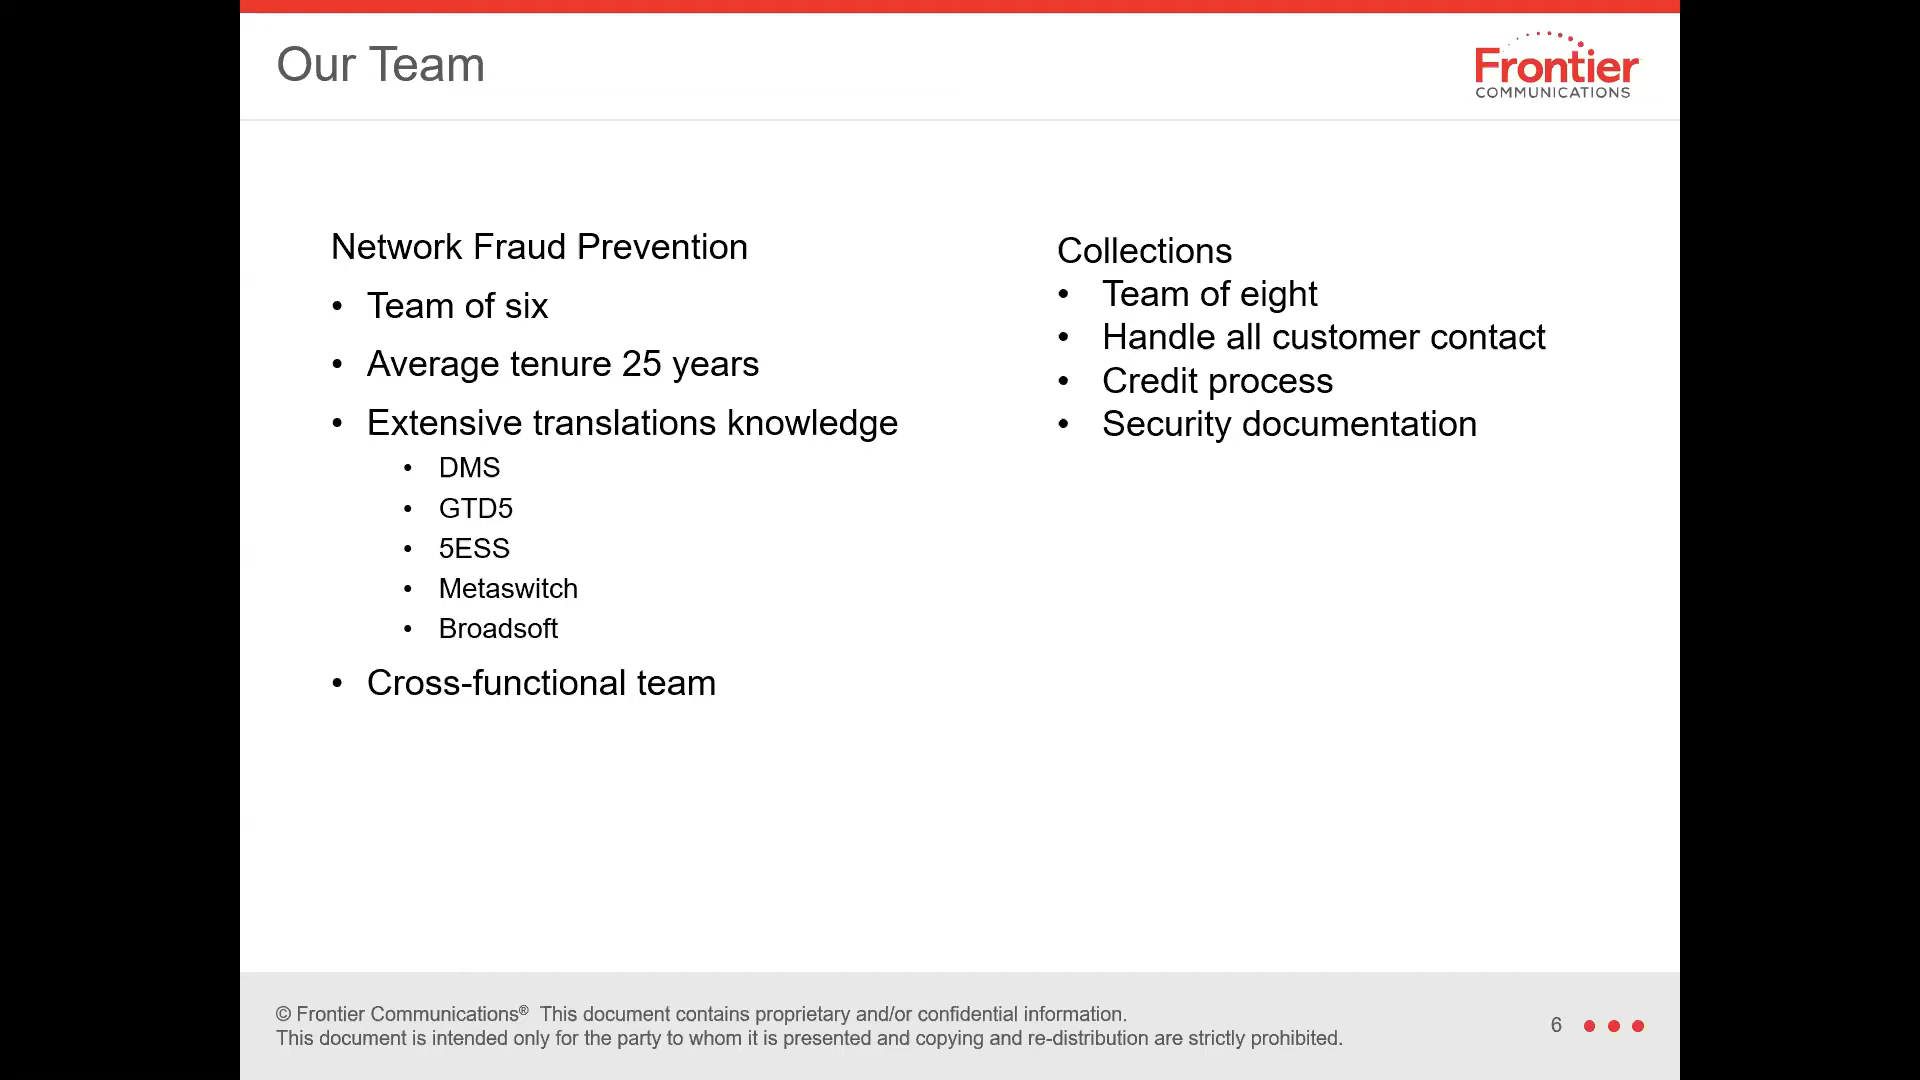 Our Team
Frontier
COMMUNICATIONS
Network Fraud Prevention
• Team of six
• Average tenure 25 years
• Extensive translations knowledge
• DMS
• GTD5
• 5ESS
• Metaswitch
• Broadsoft
• Cross-functional team
Collections
• Team of eight
• Handle all customer contact
• Credit process
• Security documentation
© Frontier Communications® This document contains proprietary and/or confidential information.
This document is intended only for the party to whom it is presented and copying and re-distribution are strictly prohibited.
6